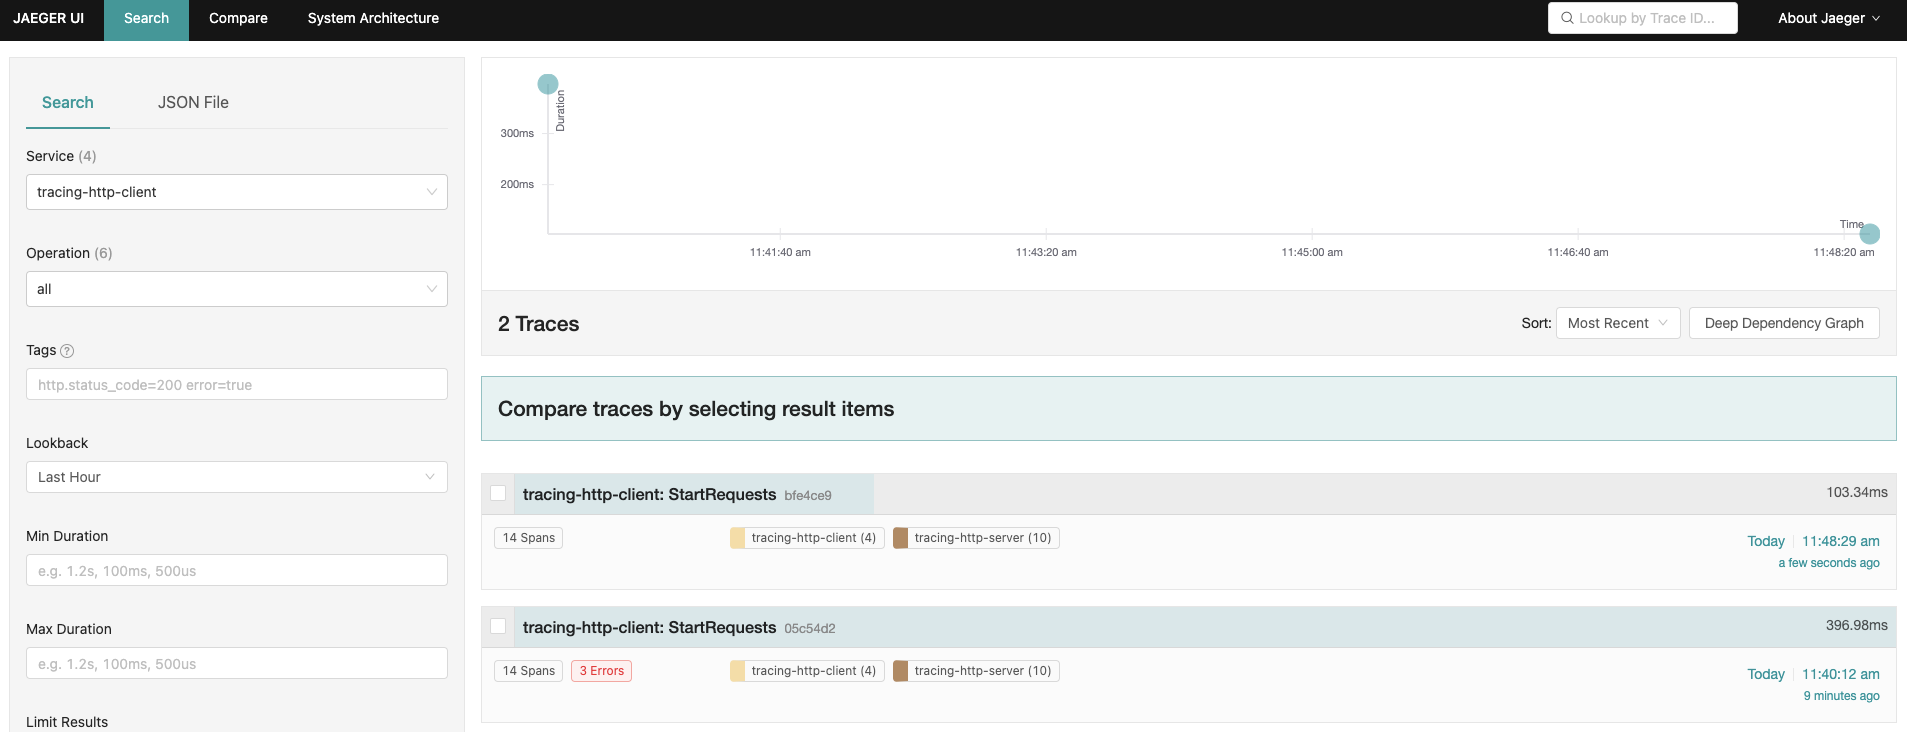 JAEGER UI Search Compare System Architecture Lookup by Trace ID... About Jaeger
Search JSON File
Service (4)
tracing-http-client
Operation (6)
all
Tags ?
http.status_code=200 error=true
Lookback
Last Hour
Min Duration
e.g. 1.2s, 100ms, 500us
Max Duration
e.g. 1.2s, 100ms, 500us
Limit Results
Duration
300ms
200ms
Time
11:41:40 am 11:43:20 am 11:45:00 am 11:46:40 am 11:48:20 am
2 Traces Sort: Most Recent Deep Dependency Graph
Compare traces by selecting result items
tracing-http-client: StartRequests bfe4ce9 103.34ms
14 Spans tracing-http-client (4) tracing-http-server (10) Today 11:48:29 am
a few seconds ago
tracing-http-client: StartRequests 05c54d2 396.98ms
14 Spans 3 Errors tracing-http-client (4) tracing-http-server (10) Today 11:40:12 am
9 minutes ago